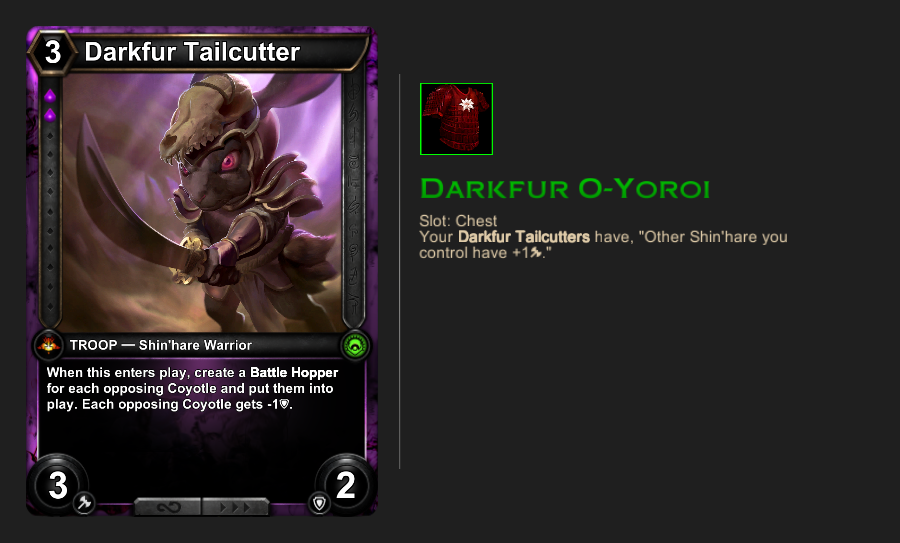 3 Darkfur Tailcutter
TROOP — Shin'hare Warrior
When this enters play, create a Battle Hopper
for each opposing Coyotle and put them into
play. Each opposing Coyotle gets -1.
3
2
Darkfur O-Yoroi
Slot: Chest
Your Darkfur Tailcutters have, "Other Shin'hare you
control have +1."